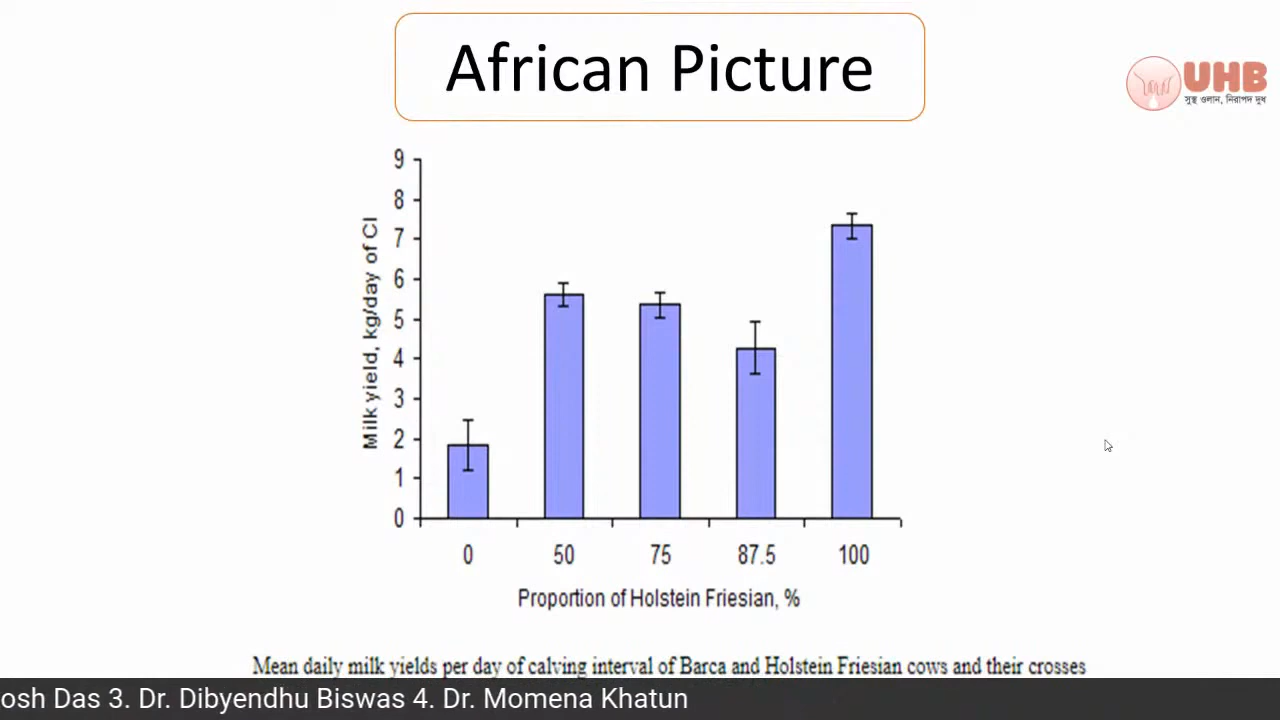 African Picture
UHB
সুস্থ ওলান, নিরাপদ দুধ
9
8
7
6
5
4
3
2
1
0
Milk yield, kg/day of CI
0 50 75 87.5 100
Proportion of Holstein Friesian, %
Mean daily milk yields per day of calving interval of Barca and Holstein Friesian cows and their crosses
osh Das 3. Dr. Dibyendhu Biswas 4. Dr. Momena Khatun